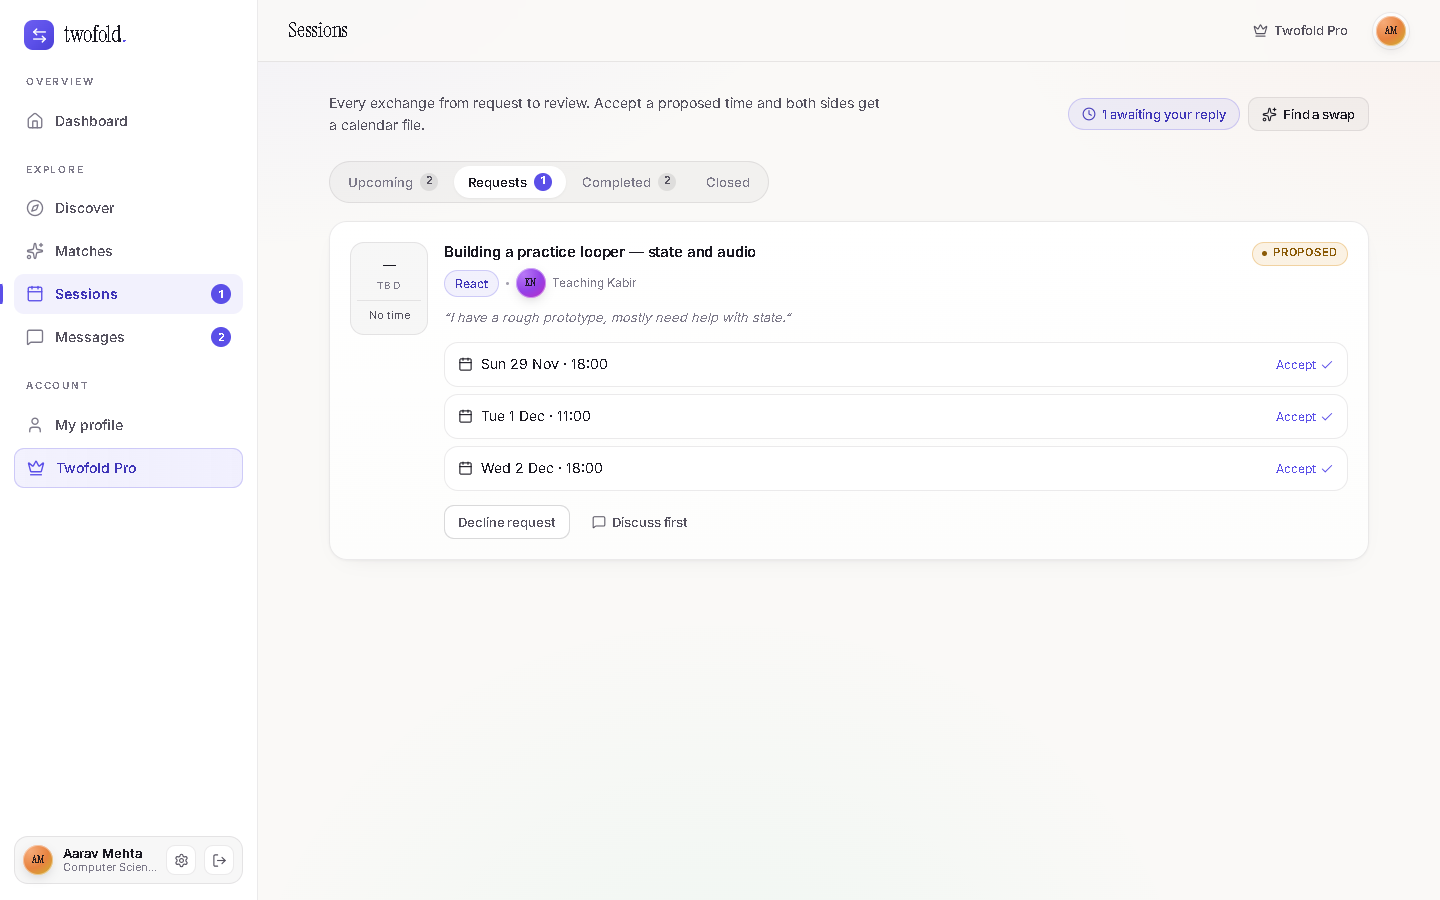 twofold.
OVERVIEW
Dashboard
EXPLORE
Discover
Matches
Sessions 1
Messages 2
ACCOUNT
My profile
Twofold Pro
AM Aarav Mehta
Computer Scien...
Sessions
Twofold Pro AM
Every exchange from request to review. Accept a proposed time and both sides get
a calendar file.
1 awaiting your reply
Find a swap
Upcoming 2 Requests 1 Completed 2 Closed
—
TBD
No time
Building a practice looper — state and audio
PROPOSED
React • KN Teaching Kabir
“I have a rough prototype, mostly need help with state.”
Sun 29 Nov · 18:00 Accept
Tue 1 Dec · 11:00 Accept
Wed 2 Dec · 18:00 Accept
Decline request Discuss first